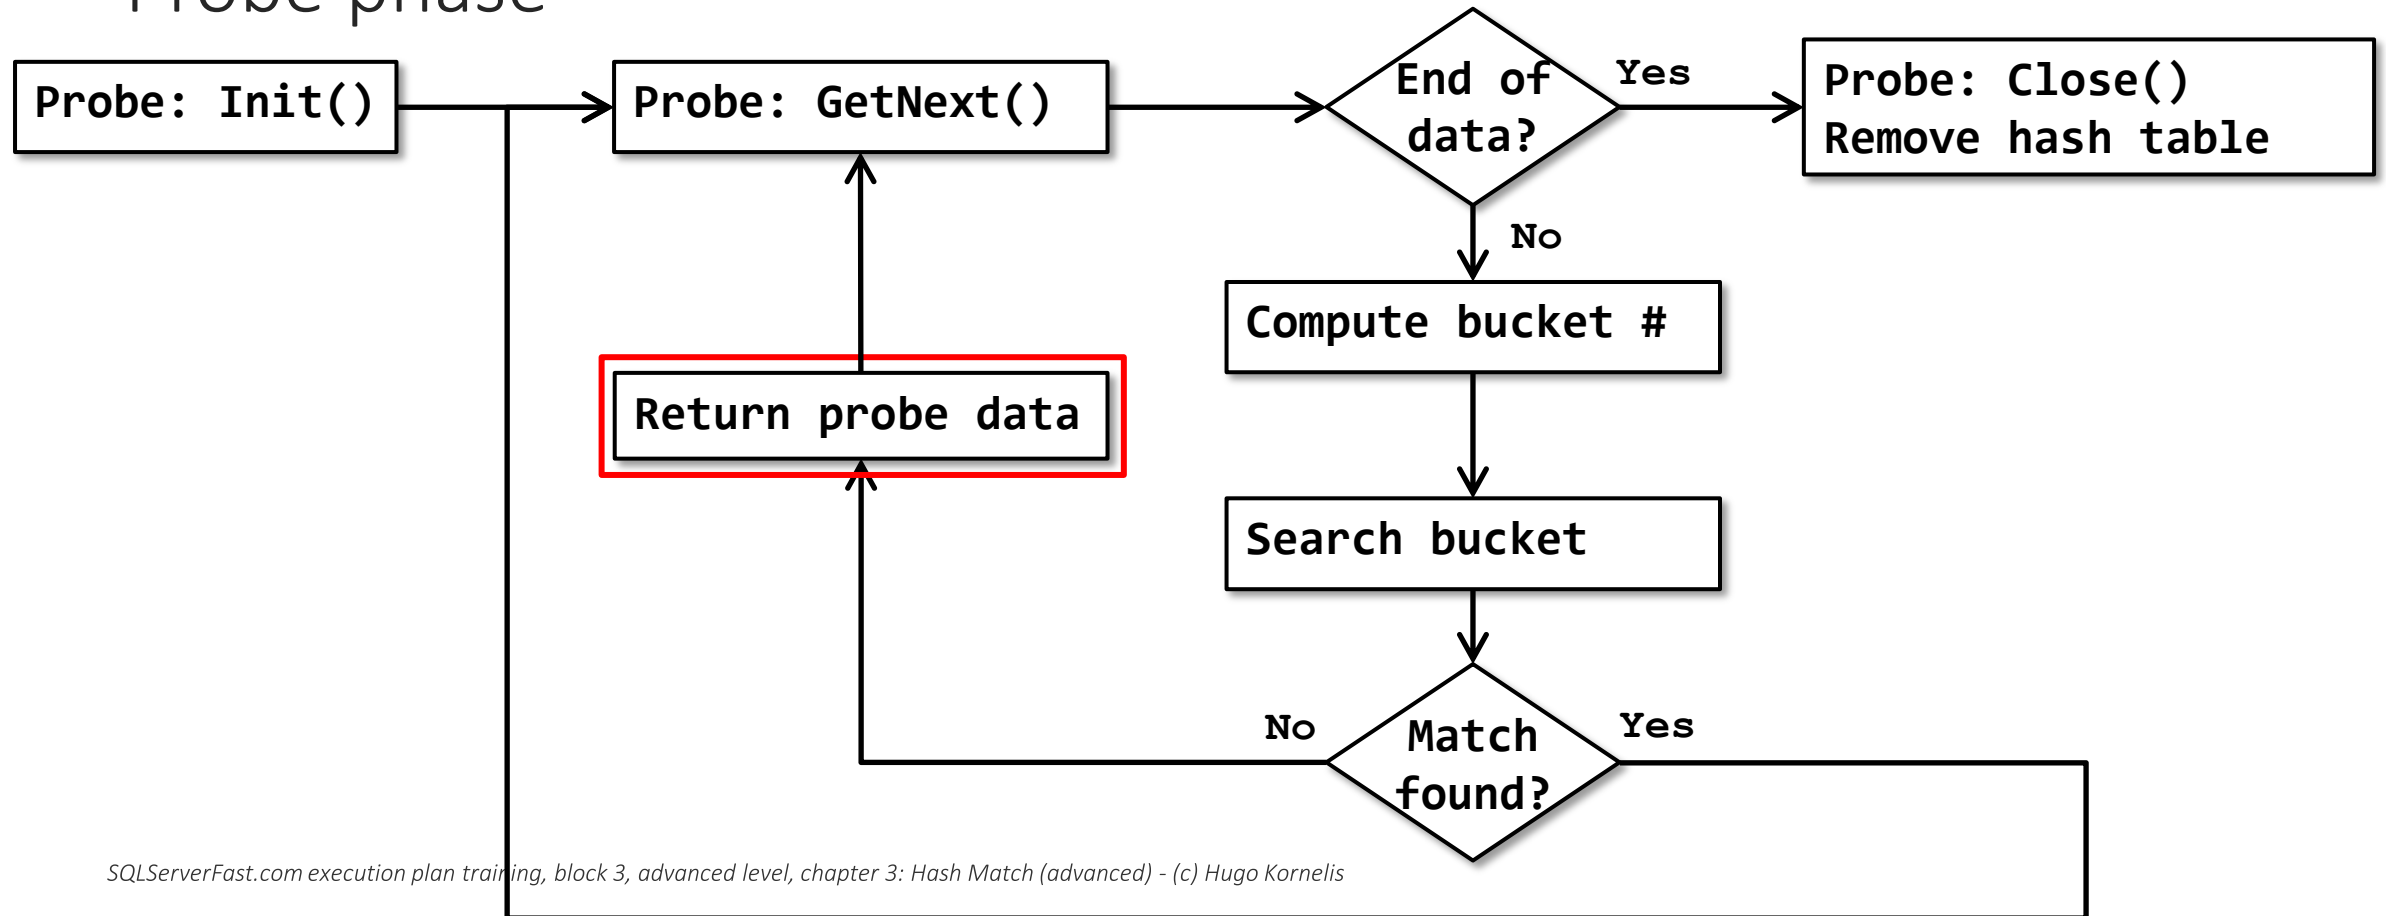 Probe phase
Probe: Init()
Probe: GetNext()
End of
data?
Yes
Probe: Close()
Remove hash table
No
Compute bucket #
Return probe data
Search bucket
No
Match
found?
Yes
SQLServerFast.com execution plan training, block 3, advanced level, chapter 3: Hash Match (advanced) - (c) Hugo Kornelis